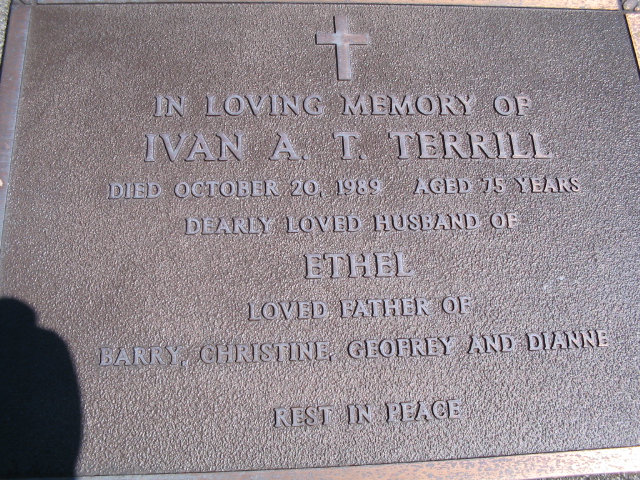 IN LOVING MEMORY OF
IVAN A. T. TERRILL
DIED OCTOBER 20, 1989 AGED 75 YEARS
DEARLY LOVED HUSBAND OF
ETHEL
LOVED FATHER OF
BARRY, CHRISTINE, GEOFREY AND DIANNE
REST IN PEACE